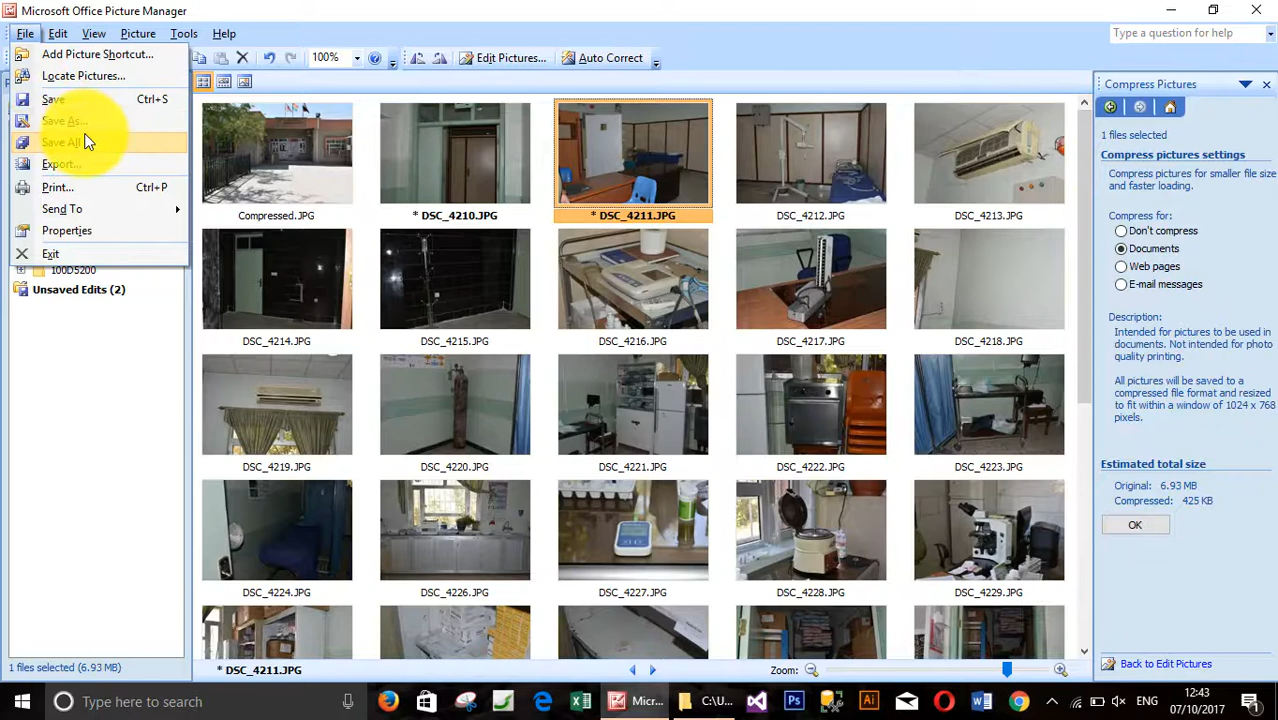 Microsoft Office Picture Manager
File Edit View Picture Tools Help
Type a question for help
100% Edit Pictures... Auto Correct
Add Picture Shortcut...
Locate Pictures...
Save Ctrl+S
Save As...
Save All
Export...
Print... Ctrl+P
Send To
Properties
Exit
100D5200
Unsaved Edits (2)
1 files selected (6.93 MB)
Compressed.JPG
* DSC_4210.JPG
* DSC_4211.JPG
DSC_4212.JPG
DSC_4213.JPG
DSC_4214.JPG
DSC_4215.JPG
DSC_4216.JPG
DSC_4217.JPG
DSC_4218.JPG
DSC_4219.JPG
DSC_4220.JPG
DSC_4221.JPG
DSC_4222.JPG
DSC_4223.JPG
DSC_4224.JPG
DSC_4226.JPG
DSC_4227.JPG
DSC_4228.JPG
DSC_4229.JPG
* DSC_4211.JPG
Zoom:
Compress Pictures
1 files selected
Compress pictures settings
Compress pictures for smaller file size
and faster loading.
Compress for:
Don't compress
Documents
Web pages
E-mail messages
Description:
Intended for pictures to be used in
documents. Not intended for photo
quality printing.
All pictures will be saved to a
compressed file format and resized
to fit within a window of 1024 x 768
pixels.
Estimated total size
Original: 6.93 MB
Compressed: 425 KB
OK
Back to Edit Pictures
Type here to search
Micr...
C:\U...
ENG
12:43
07/10/2017